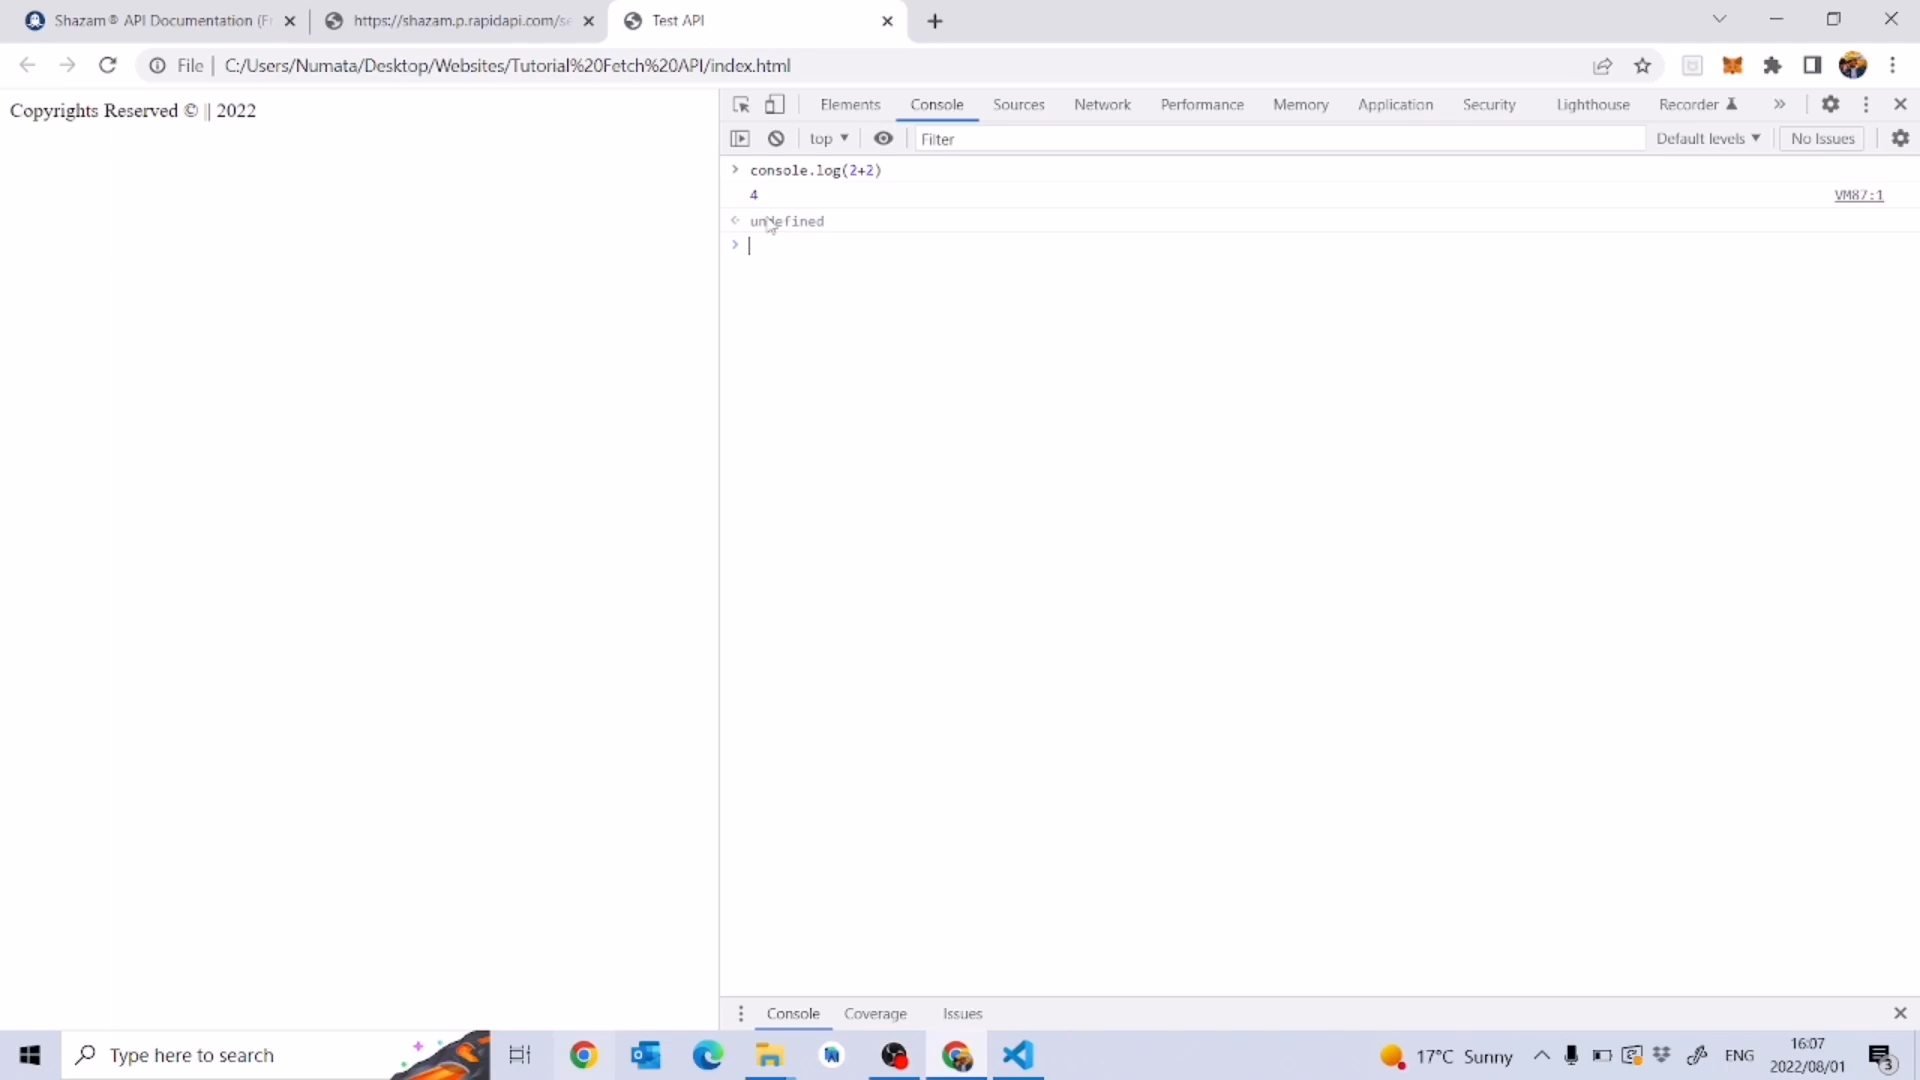 Shazam® API Documentation (Fr
https://shazam.p.rapidapi.com/se
Test API
File
C:/Users/Numata/Desktop/Websites/Tutorial%20Fetch%20API/index.html
Copyrights Reserved © || 2022
Elements
Console
Sources
Network
Performance
Memory
Application
Security
Lighthouse
Recorder
top
Filter
Default levels
No Issues
console.log(2+2)
4
VM87:1
undefined
Console
Coverage
Issues
Type here to search
17°C Sunny
ENG
16:07
2022/08/01
3